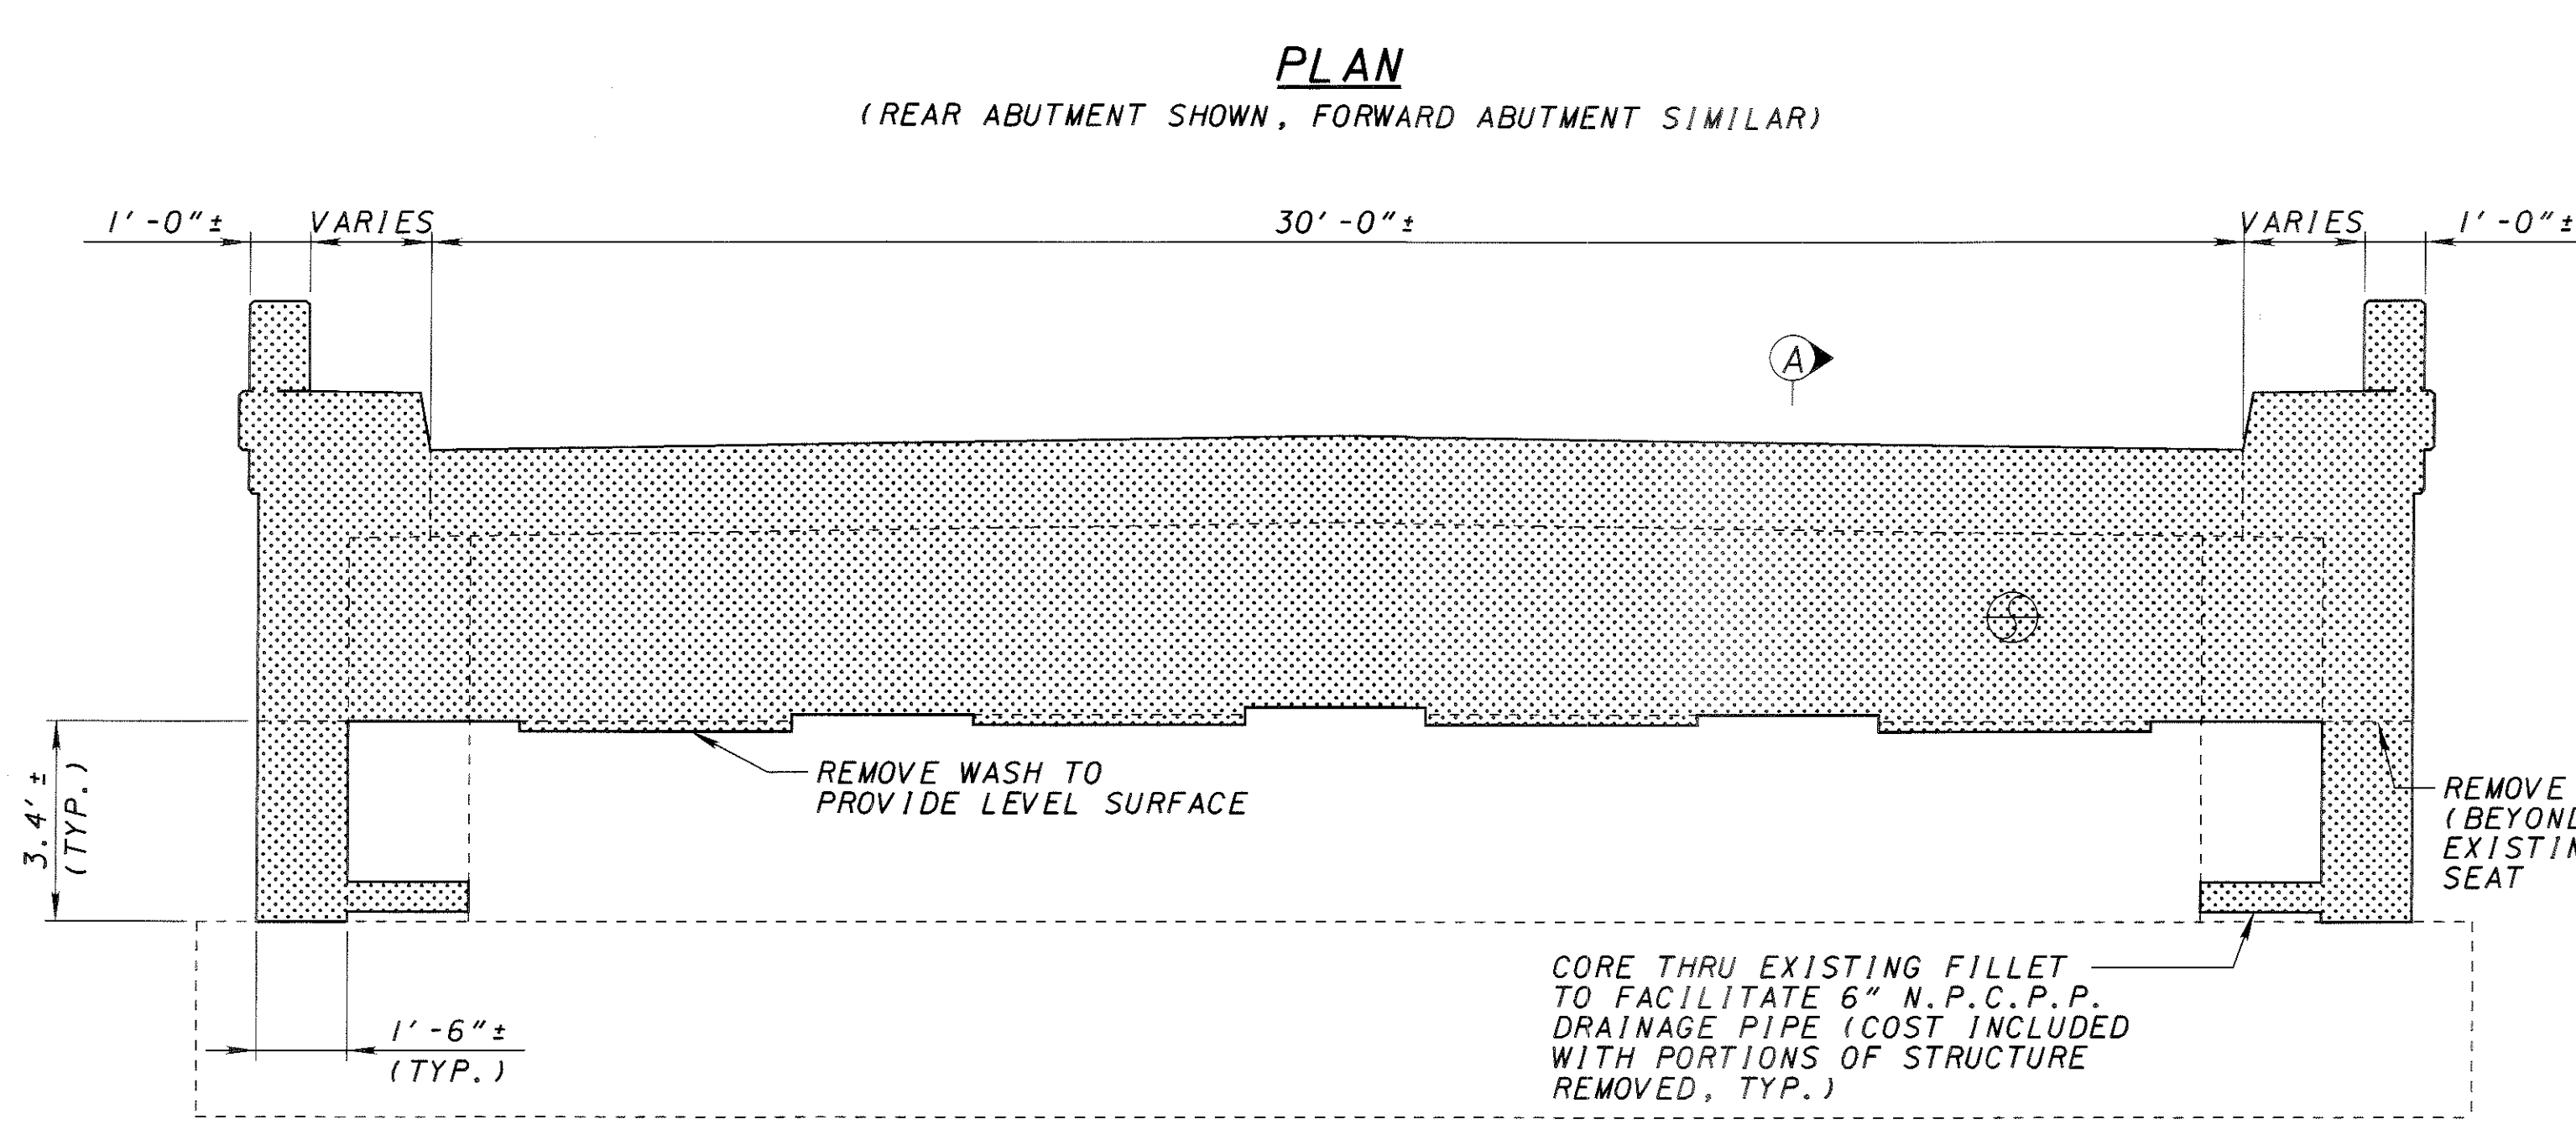 PLAN
(REAR ABUTMENT SHOWN, FORWARD ABUTMENT SIMILAR)
1'-0"± VARIES 30'-0"± VARIES 1'-0"±
A
3.4'±
(TYP.)
REMOVE WASH TO
PROVIDE LEVEL SURFACE
REMOVE
(BEYOND
EXISTIN
SEAT
CORE THRU EXISTING FILLET
TO FACILITATE 6" N.P.C.P.P.
DRAINAGE PIPE (COST INCLUDED
WITH PORTIONS OF STRUCTURE
REMOVED, TYP.)
1'-6"±
(TYP.)